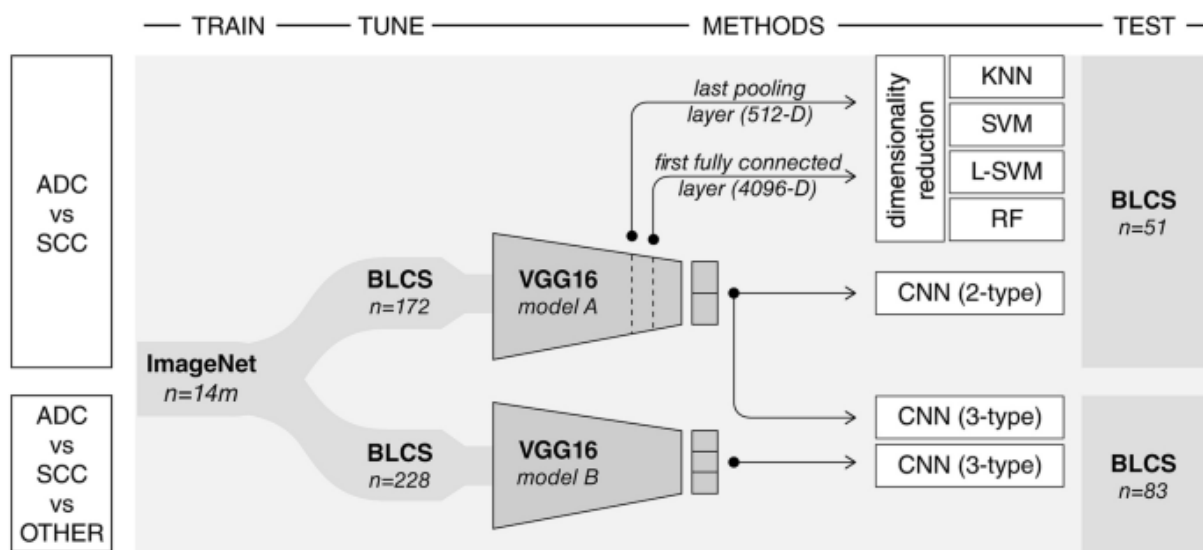 TRAIN
TUNE
METHODS
TEST
ADC
vs
SCC
last pooling
layer (512-D)
first fully connected
layer (4096-D)
dimensionality
reduction
KNN
SVM
L-SVM
RF
BLCS
n=51
BLCS
n=172
VGG16
model A
CNN (2-type)
ImageNet
n=14m
ADC
vs
SCC
vs
OTHER
BLCS
n=228
VGG16
model B
CNN (3-type)
CNN (3-type)
BLCS
n=83